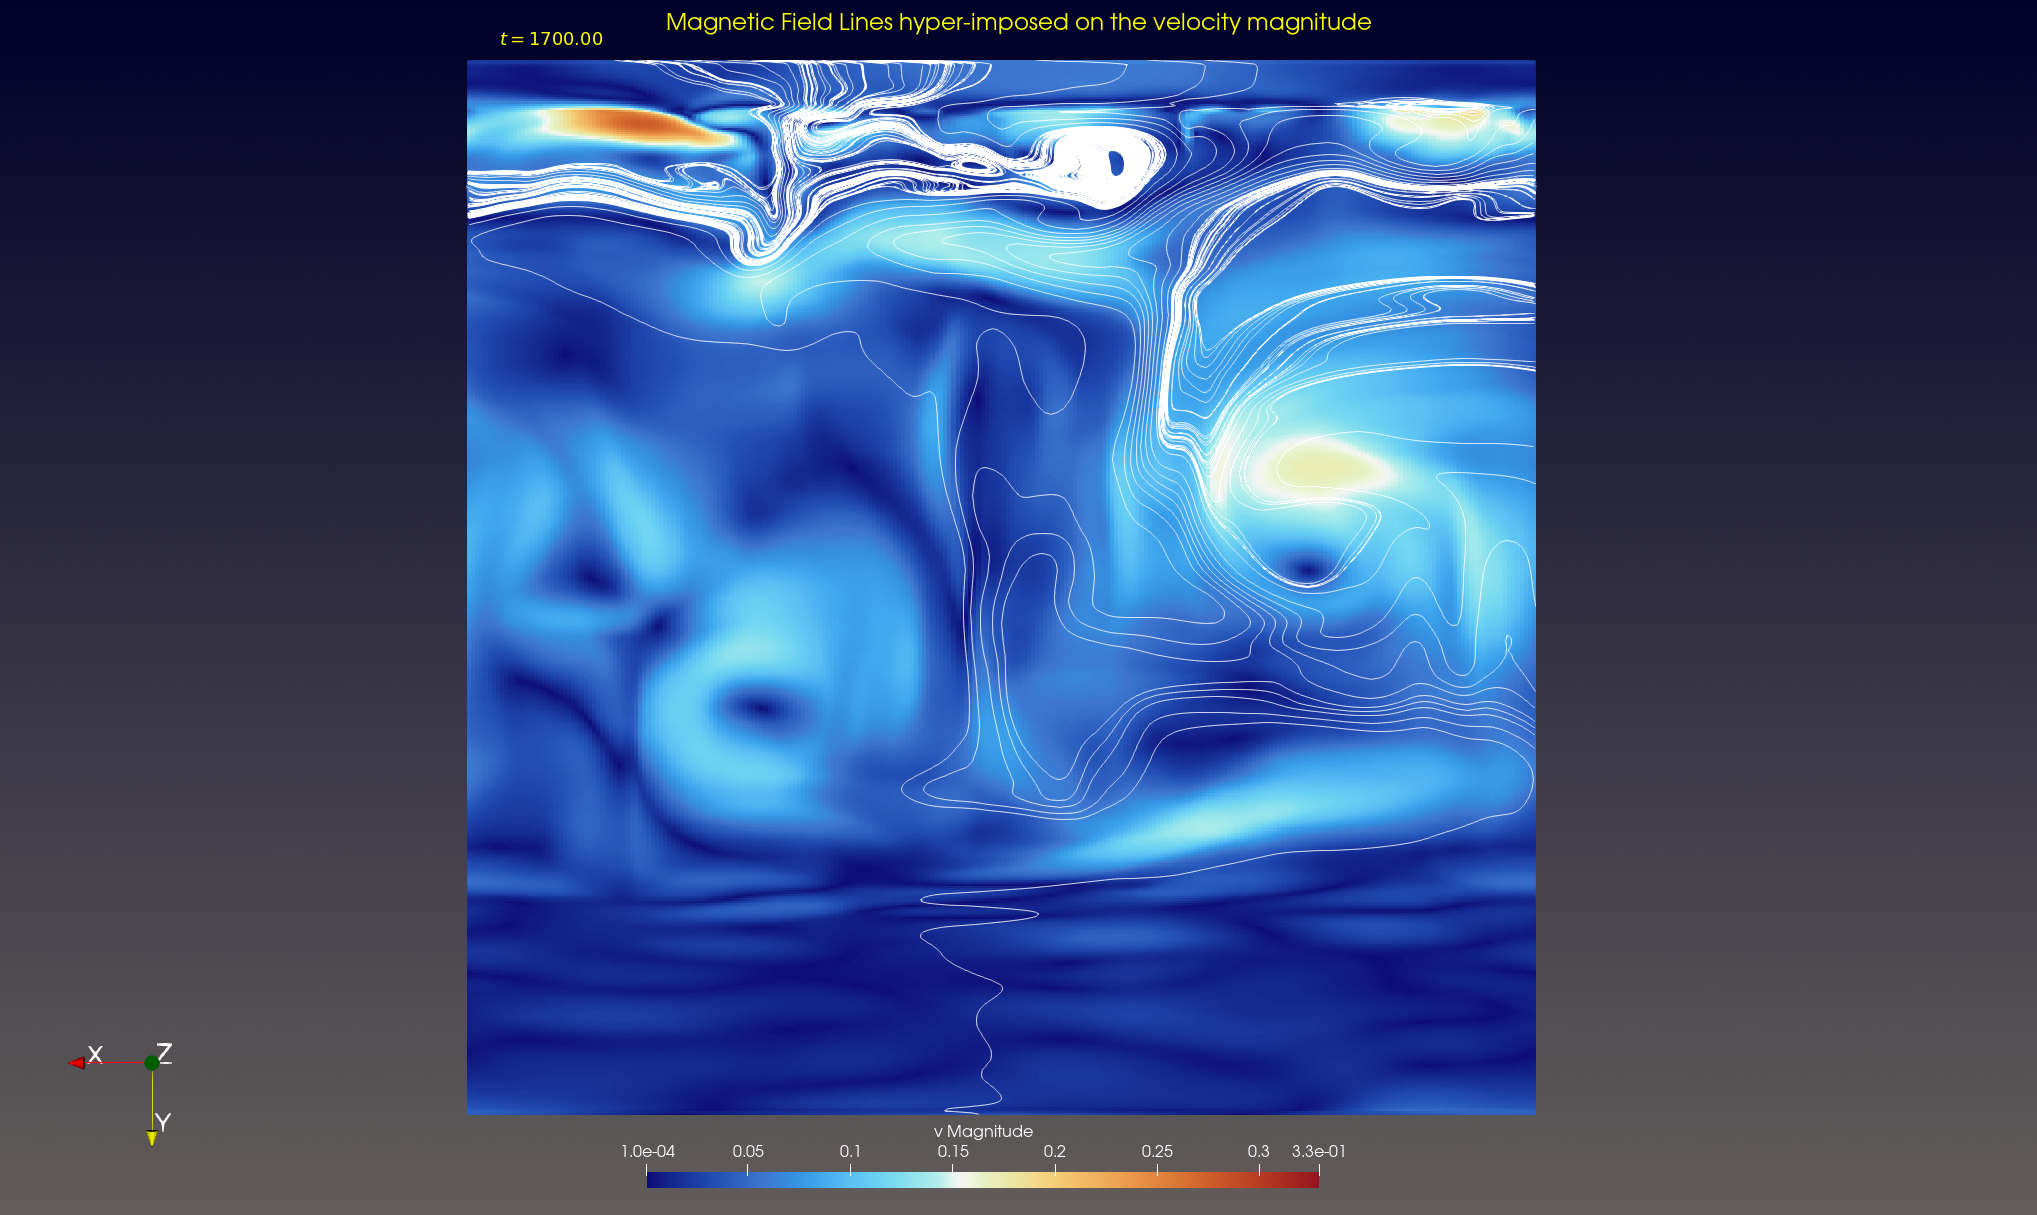 Magnetic Field Lines hyper-imposed on the velocity magnitude
t = 1700.00
X
Z
Y
v Magnitude
1.0e-04 0.05 0.1 0.15 0.2 0.25 0.3 3.3e-01